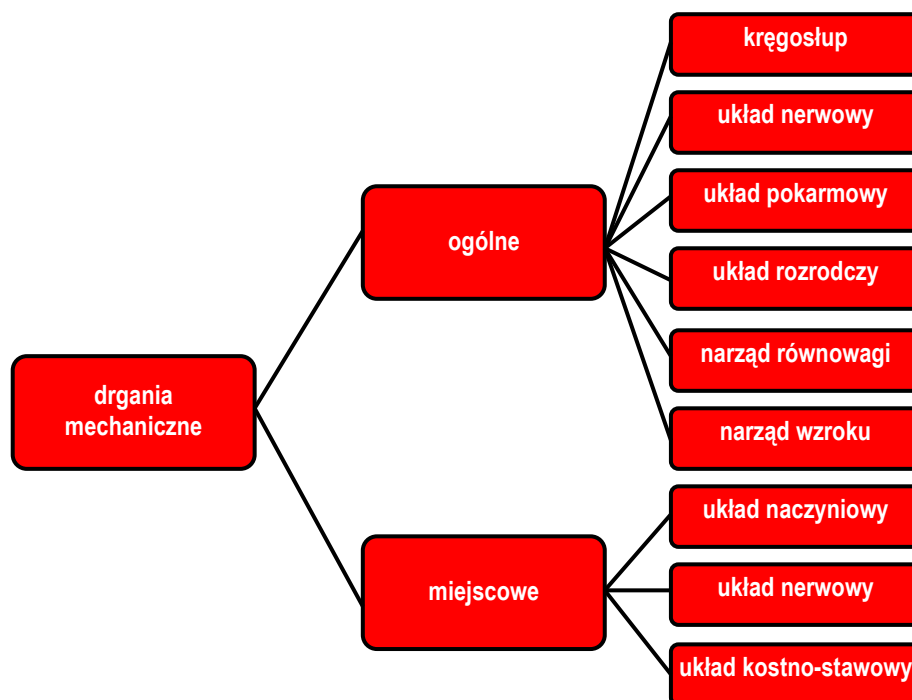 kręgosłup
układ nerwowy
układ pokarmowy
ogólne
układ rozrodczy
narząd równowagi
drgania
mechaniczne
narząd wzroku
układ naczyniowy
miejscowe
układ nerwowy
układ kostno-stawowy